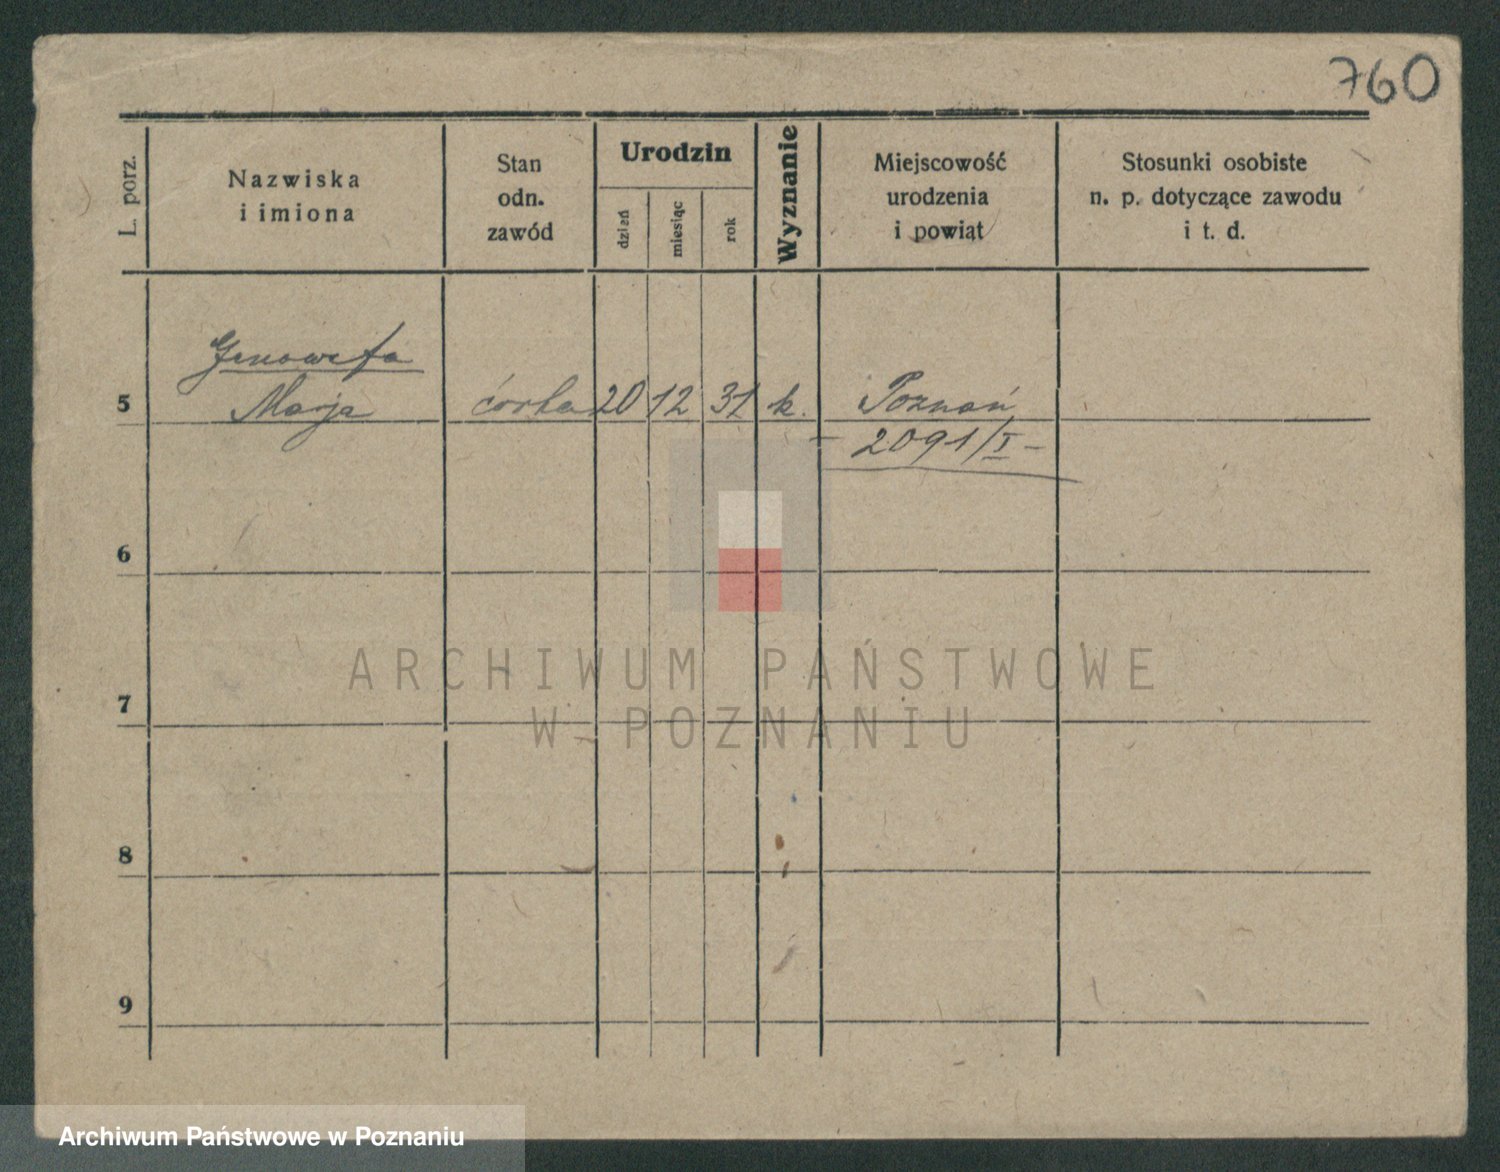 760
L. porz.
Nazwiska
i imiona
Stan
odn.
zawód
Urodzin
dzień
miesiąc
rok
Wyznanie
Miejscowość
urodzenia
i powiat
Stosunki osobiste
n. p. dotyczące zawodu
i t. d.
Genowefa
5 Marja córka 20 12 31 k. Poznań
- 2091/I -
6
7
8
9
ARCHIWUM PAŃSTWOWE
W POZNANIU
Archiwum Państwowe w Poznaniu